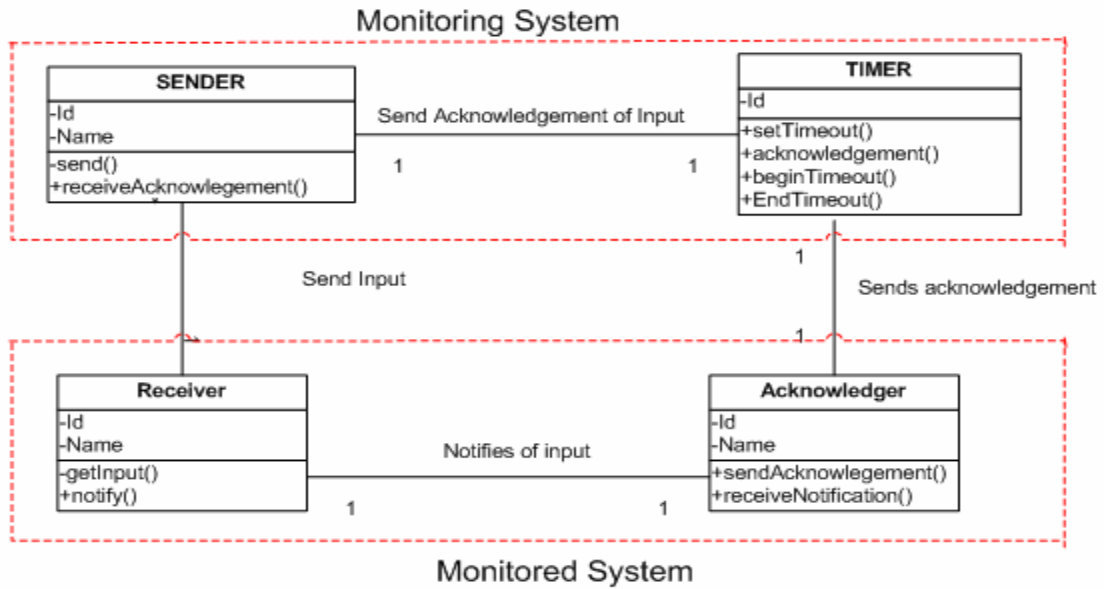 Monitoring System
SENDER
-Id
-Name
-send()
+receiveAcknowlegement()
Send Acknowledgement of Input
1
1
TIMER
-Id
+setTimeout()
+acknowledgement()
+beginTimeout()
+EndTimeout()
Send Input
1
Sends acknowledgement
1
Receiver
-Id
-Name
-getInput()
+notify()
Notifies of input
1
1
Acknowledger
-Id
-Name
+sendAcknowlegement()
+receiveNotification()
Monitored System